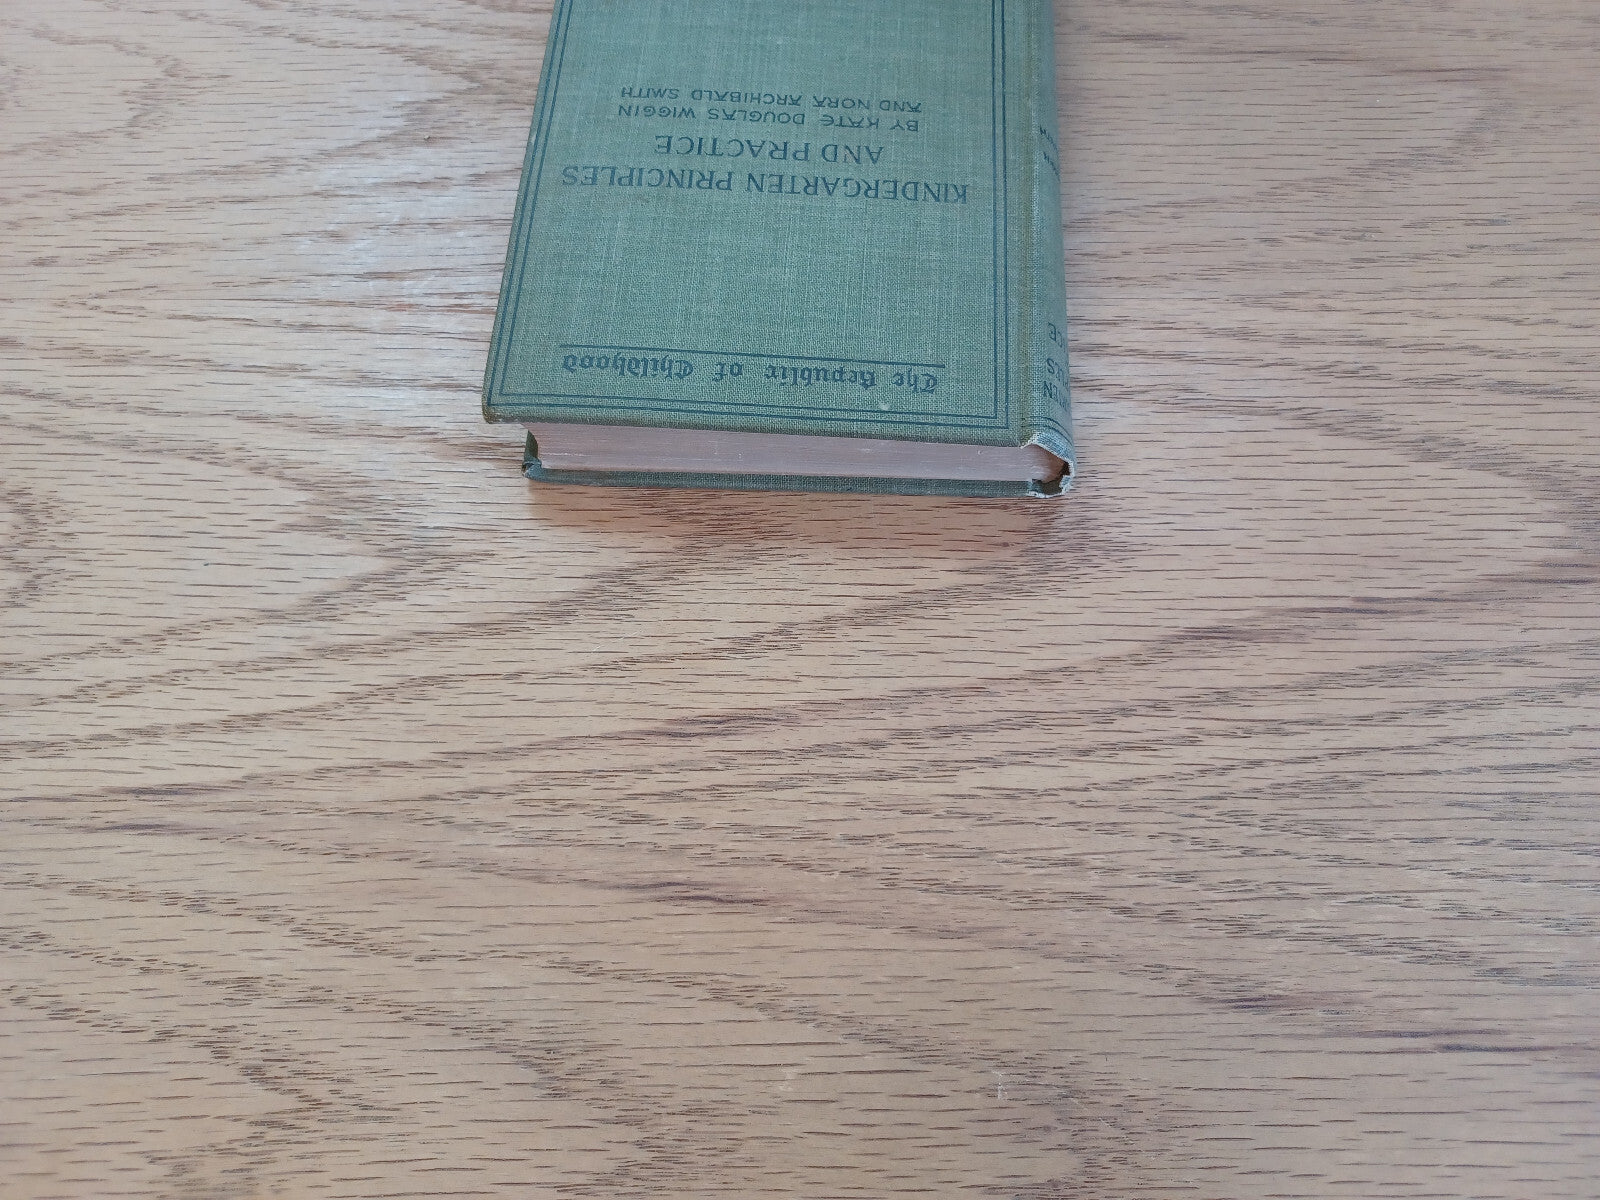 The Republic of Childhood
KINDERGARTEN PRINCIPLES
AND PRACTICE
BY KATE DOUGLAS WIGGIN
AND NORA ARCHIBALD SMITH